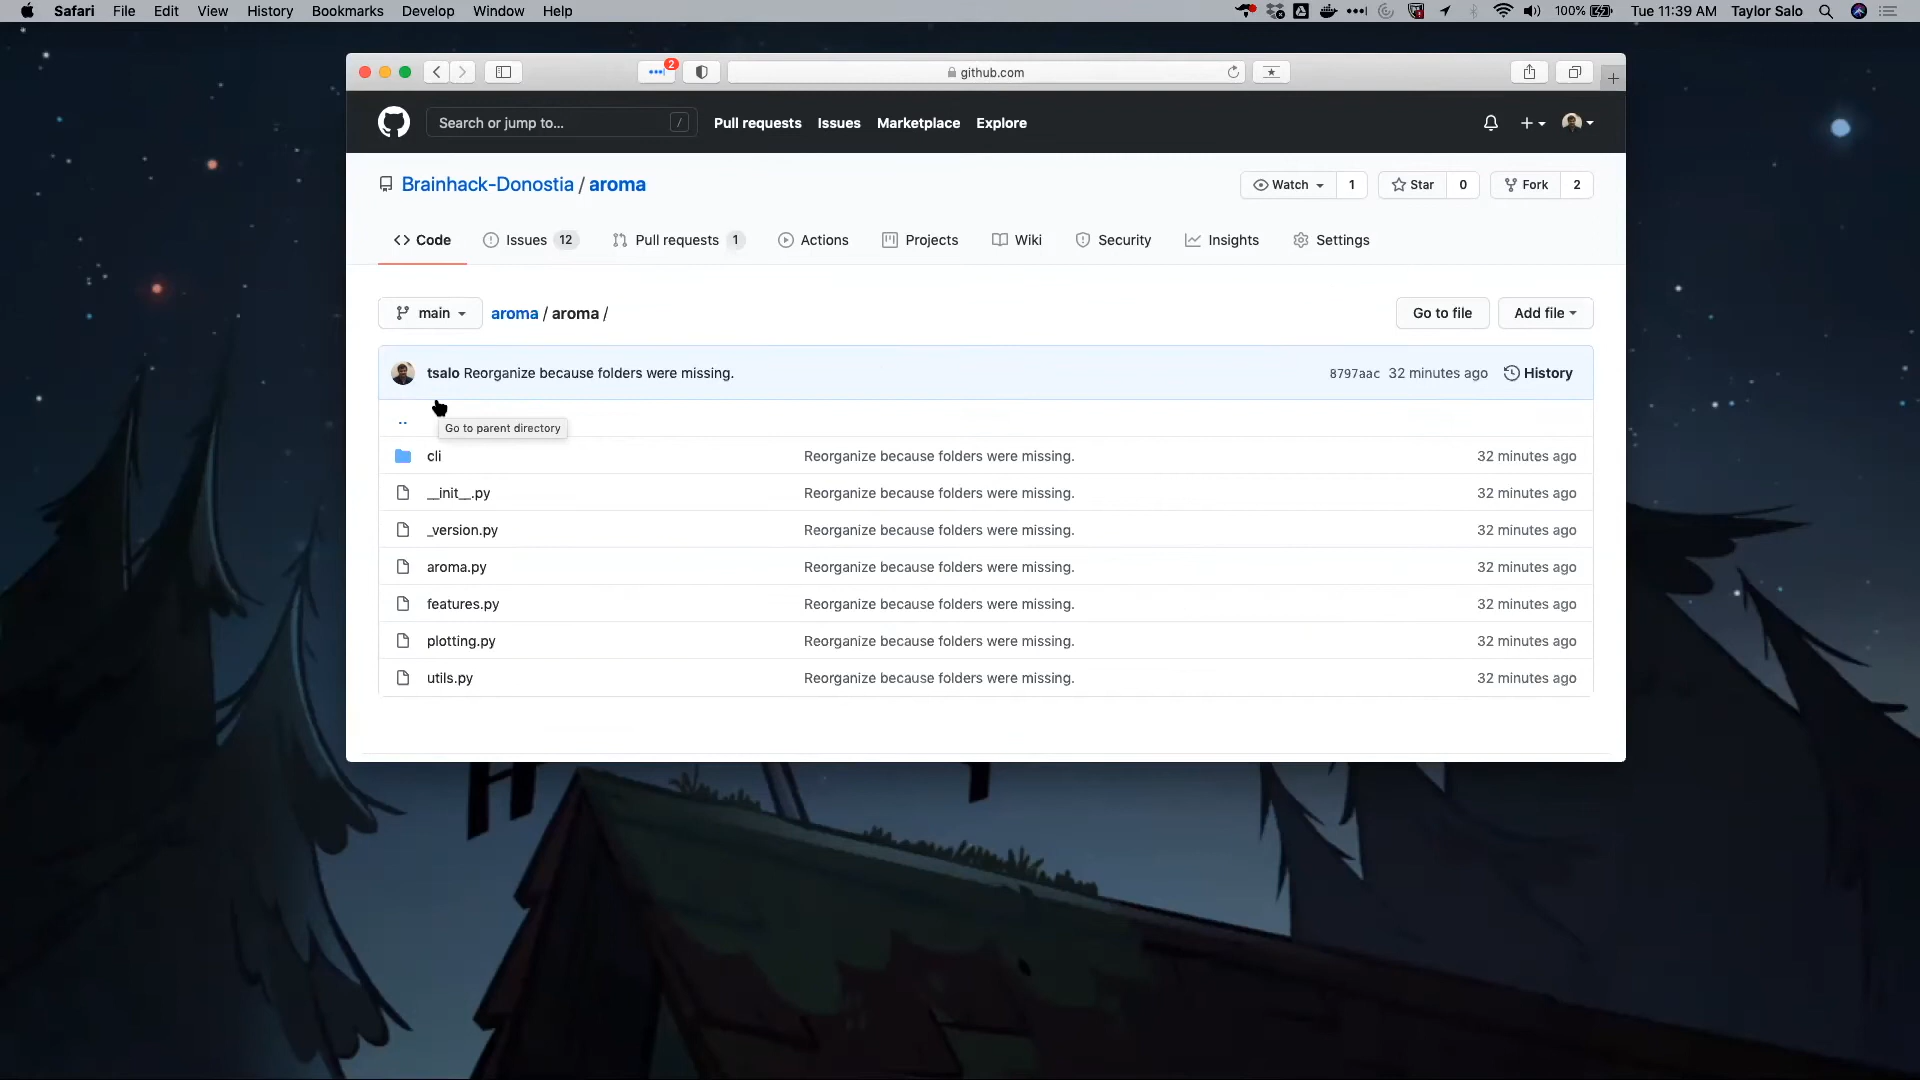 Safari File Edit View History Bookmarks Develop Window Help 100% Tue 11:39 AM Taylor Salo
2 github.com
Search or jump to... / Pull requests Issues Marketplace Explore
Brainhack-Donostia / aroma Watch 1 Star 0 Fork 2
Code Issues 12 Pull requests 1 Actions Projects Wiki Security Insights Settings
main aroma / aroma / Go to file Add file
tsalo Reorganize because folders were missing. 8797aac 32 minutes ago History
..
Go to parent directory
cli Reorganize because folders were missing. 32 minutes ago
__init__.py Reorganize because folders were missing. 32 minutes ago
_version.py Reorganize because folders were missing. 32 minutes ago
aroma.py Reorganize because folders were missing. 32 minutes ago
features.py Reorganize because folders were missing. 32 minutes ago
plotting.py Reorganize because folders were missing. 32 minutes ago
utils.py Reorganize because folders were missing. 32 minutes ago